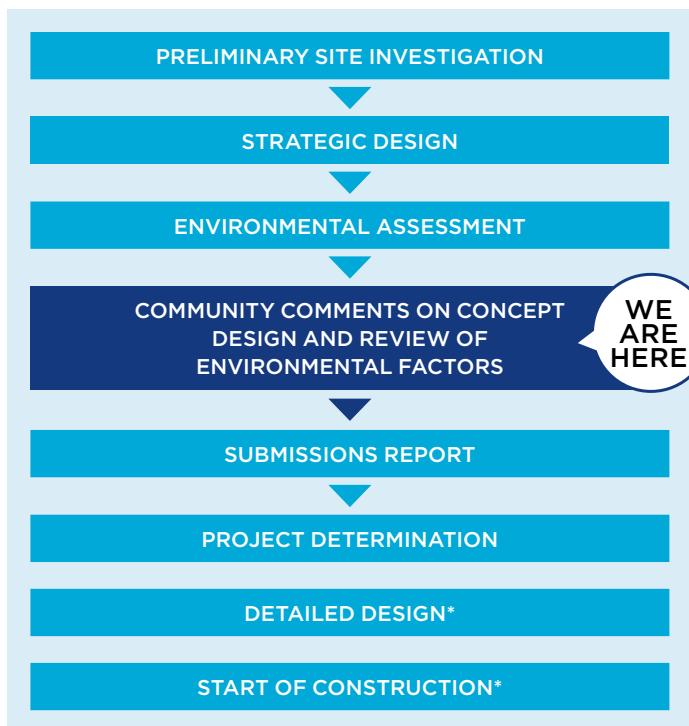 PRELIMINARY SITE INVESTIGATION
STRATEGIC DESIGN
ENVIRONMENTAL ASSESSMENT
COMMUNITY COMMENTS ON CONCEPT
DESIGN AND REVIEW OF
ENVIRONMENTAL FACTORS
WE
ARE
HERE
SUBMISSIONS REPORT
PROJECT DETERMINATION
DETAILED DESIGN*
START OF CONSTRUCTION*